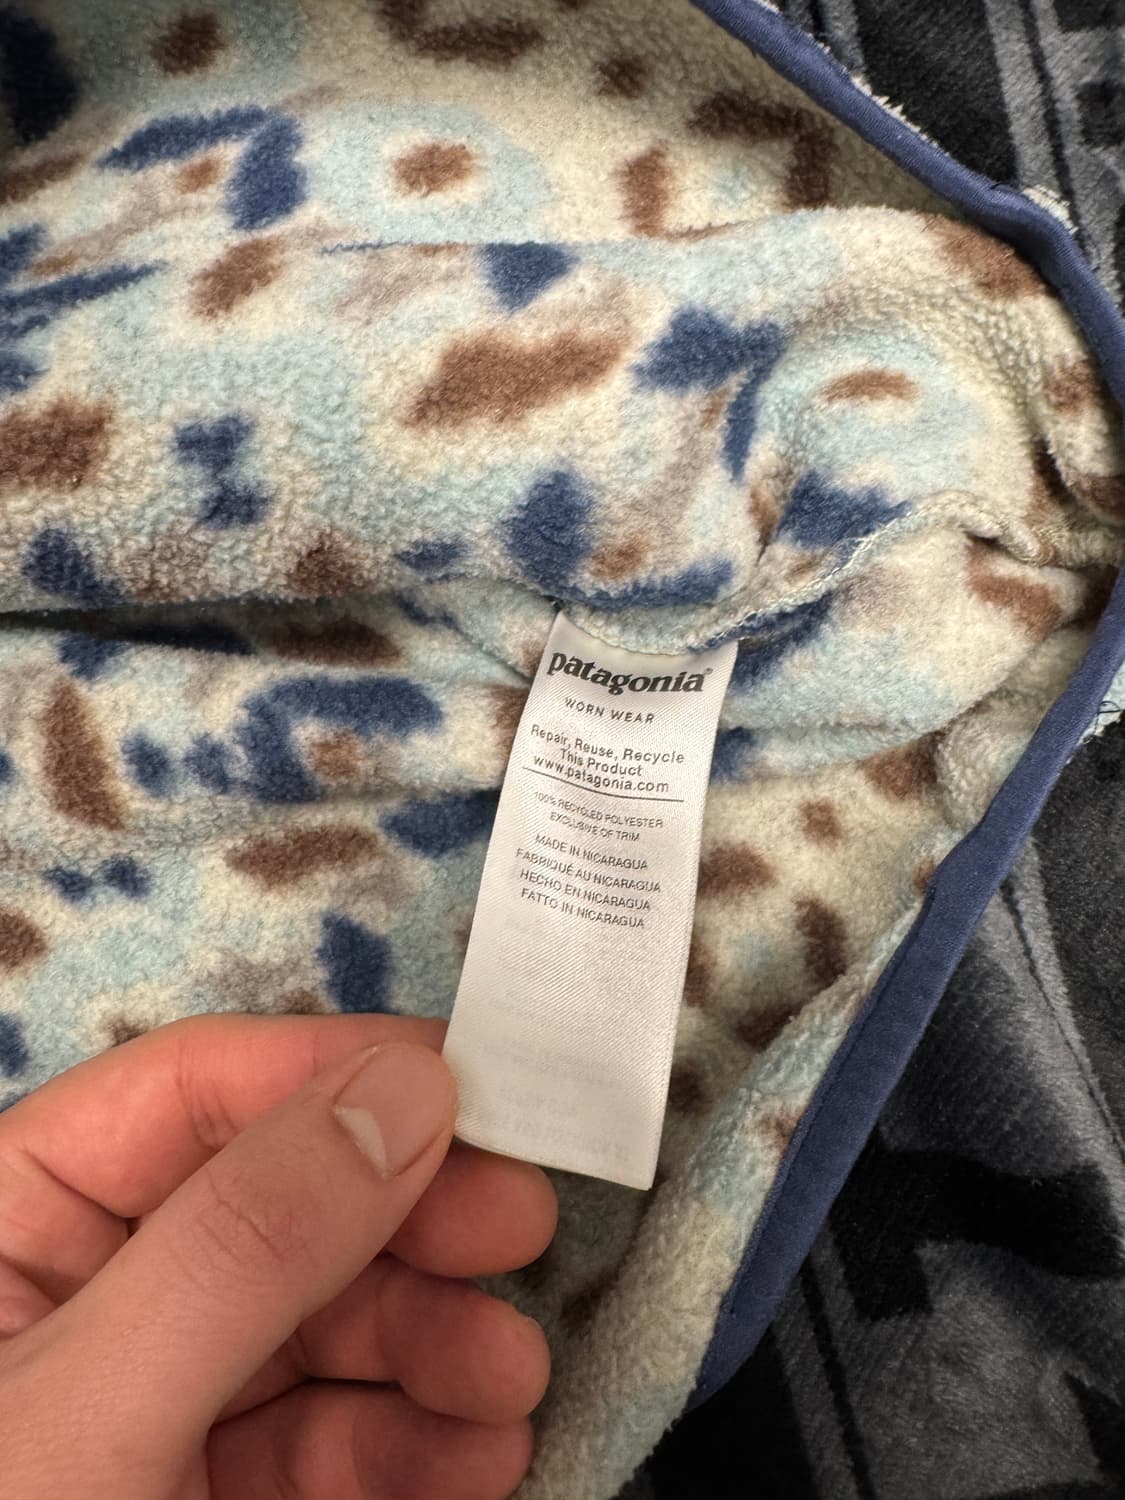 patagonia®
WORN WEAR
Repair, Reuse, Recycle
This Product
www.patagonia.com
100% RECYCLED POLYESTER
EXCLUSIVE OF TRIM
MADE IN NICARAGUA
FABRIQUÉ AU NICARAGUA
HECHO EN NICARAGUA
FATTO IN NICARAGUA